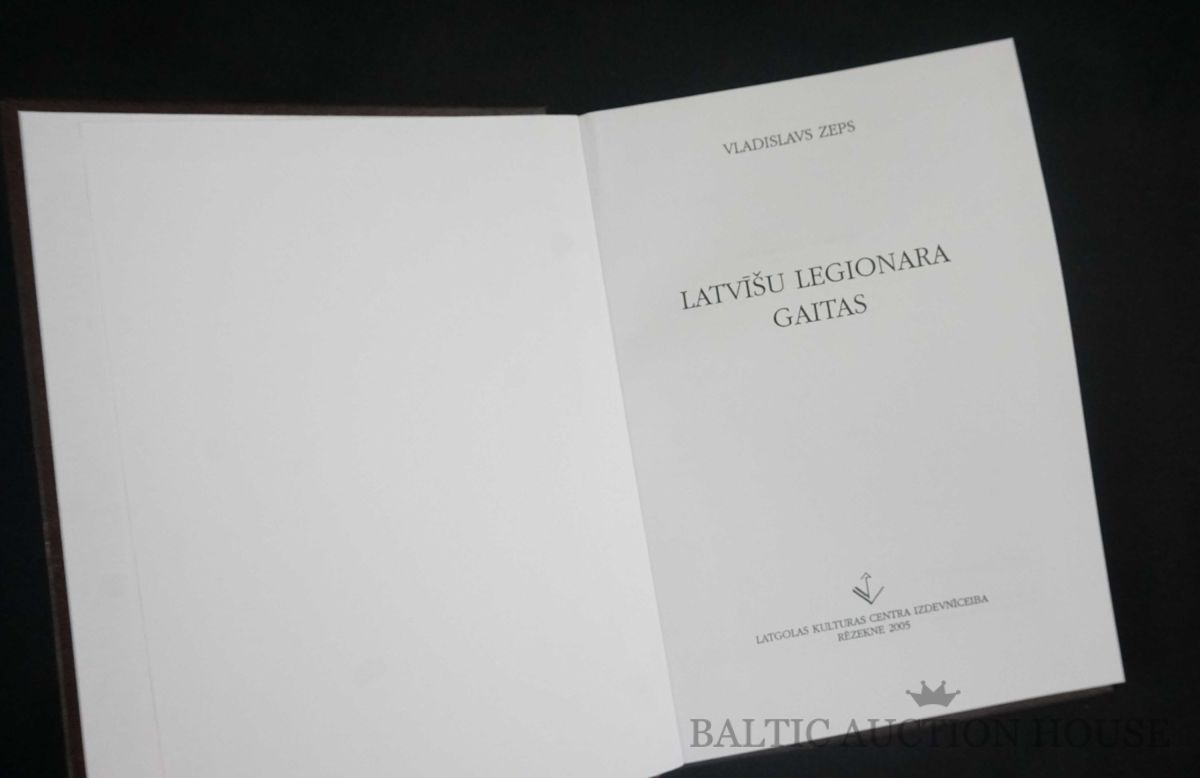 VLADISLAVS ZEPS
LATVĪŠU LEGIONARA
GAITAS
LATGOLAS KULTURAS CENTRA IZDEVNĪCEIBA
RĒZEKNE 2005
BALTIC AUCTION HOUSE